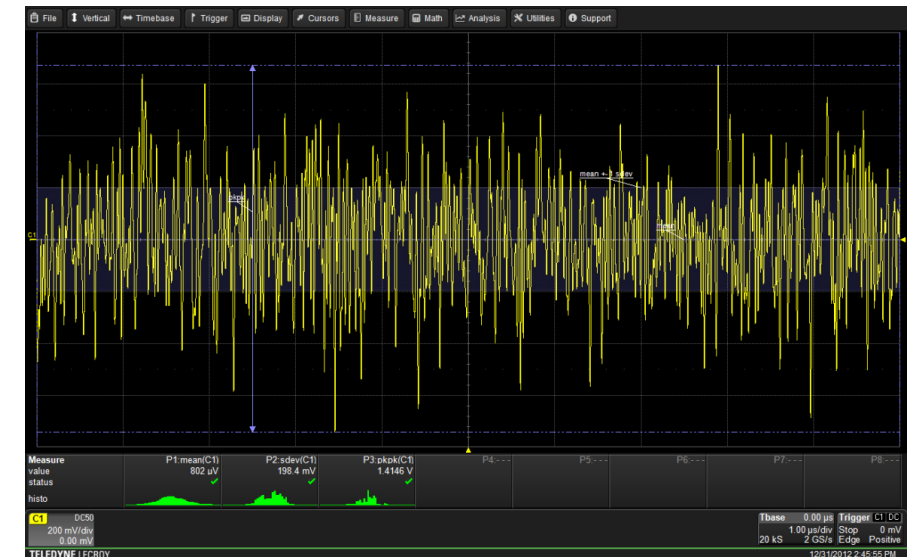 File Vertical Timebase Trigger Display Cursors Measure Math Analysis Utilities Support
mean +- 1 sdev
pkpk
mean
C1
Measure P1:mean(C1) P2:sdev(C1) P3:pkpk(C1) P4:--- P5:--- P6:--- P7:--- P8:---
value 802 µV 198.4 mV 1.4146 V
status
histo
C1 DC50
200 mV/div
0.00 mV
Tbase 0.00 µs Trigger C1 DC
1.00 µs/div Stop 0 mV
20 kS 2 GS/s Edge Positive
TELEDYNE LECROY 12/31/2012 2:45:55 PM